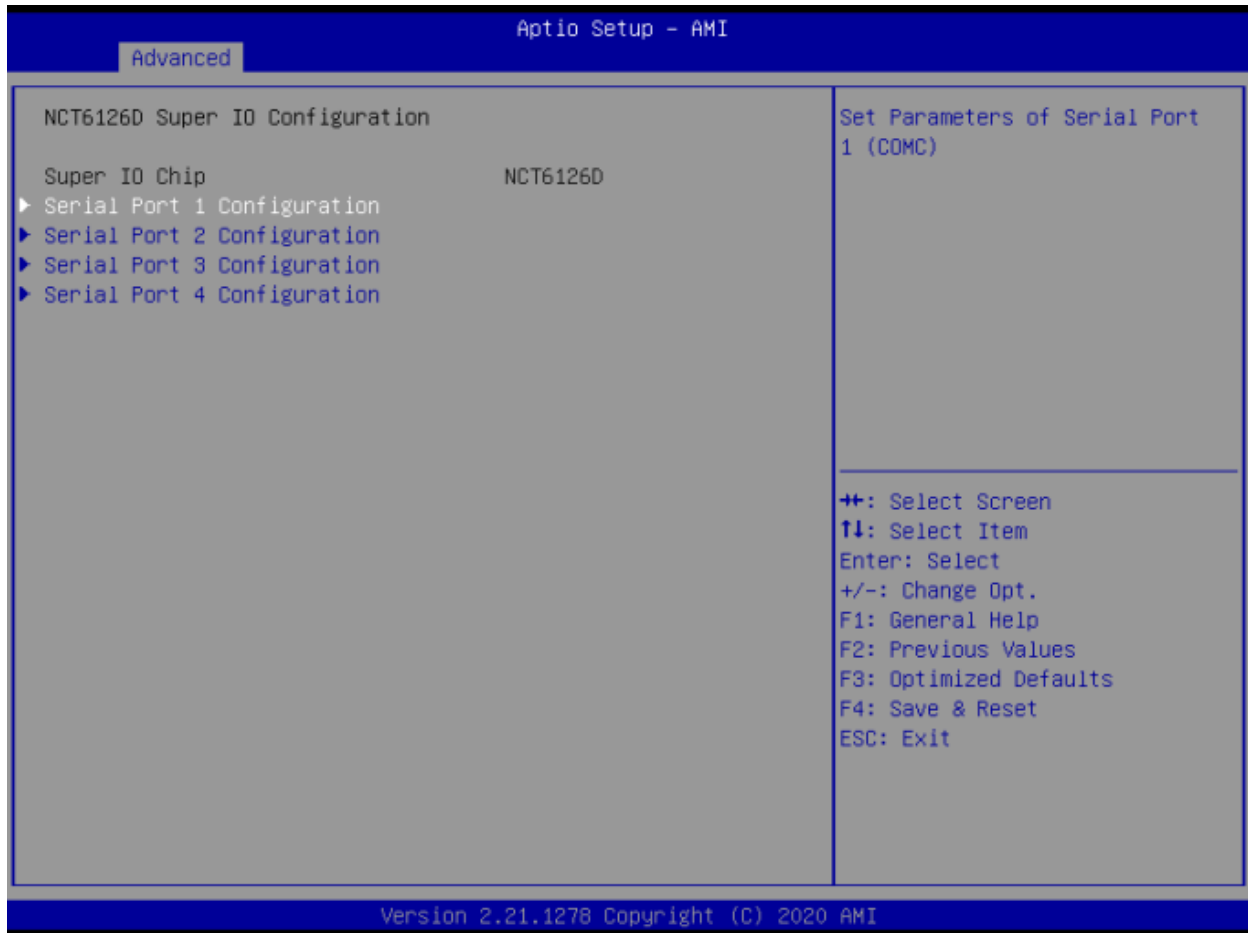 Aptio Setup – AMI
Advanced
NCT6126D Super IO Configuration
Super IO Chip NCT6126D
Serial Port 1 Configuration
Serial Port 2 Configuration
Serial Port 3 Configuration
Serial Port 4 Configuration
Set Parameters of Serial Port
1 (COMC)
→←: Select Screen
↑↓: Select Item
Enter: Select
+/-: Change Opt.
F1: General Help
F2: Previous Values
F3: Optimized Defaults
F4: Save & Reset
ESC: Exit
Version 2.21.1278 Copyright (C) 2020 AMI